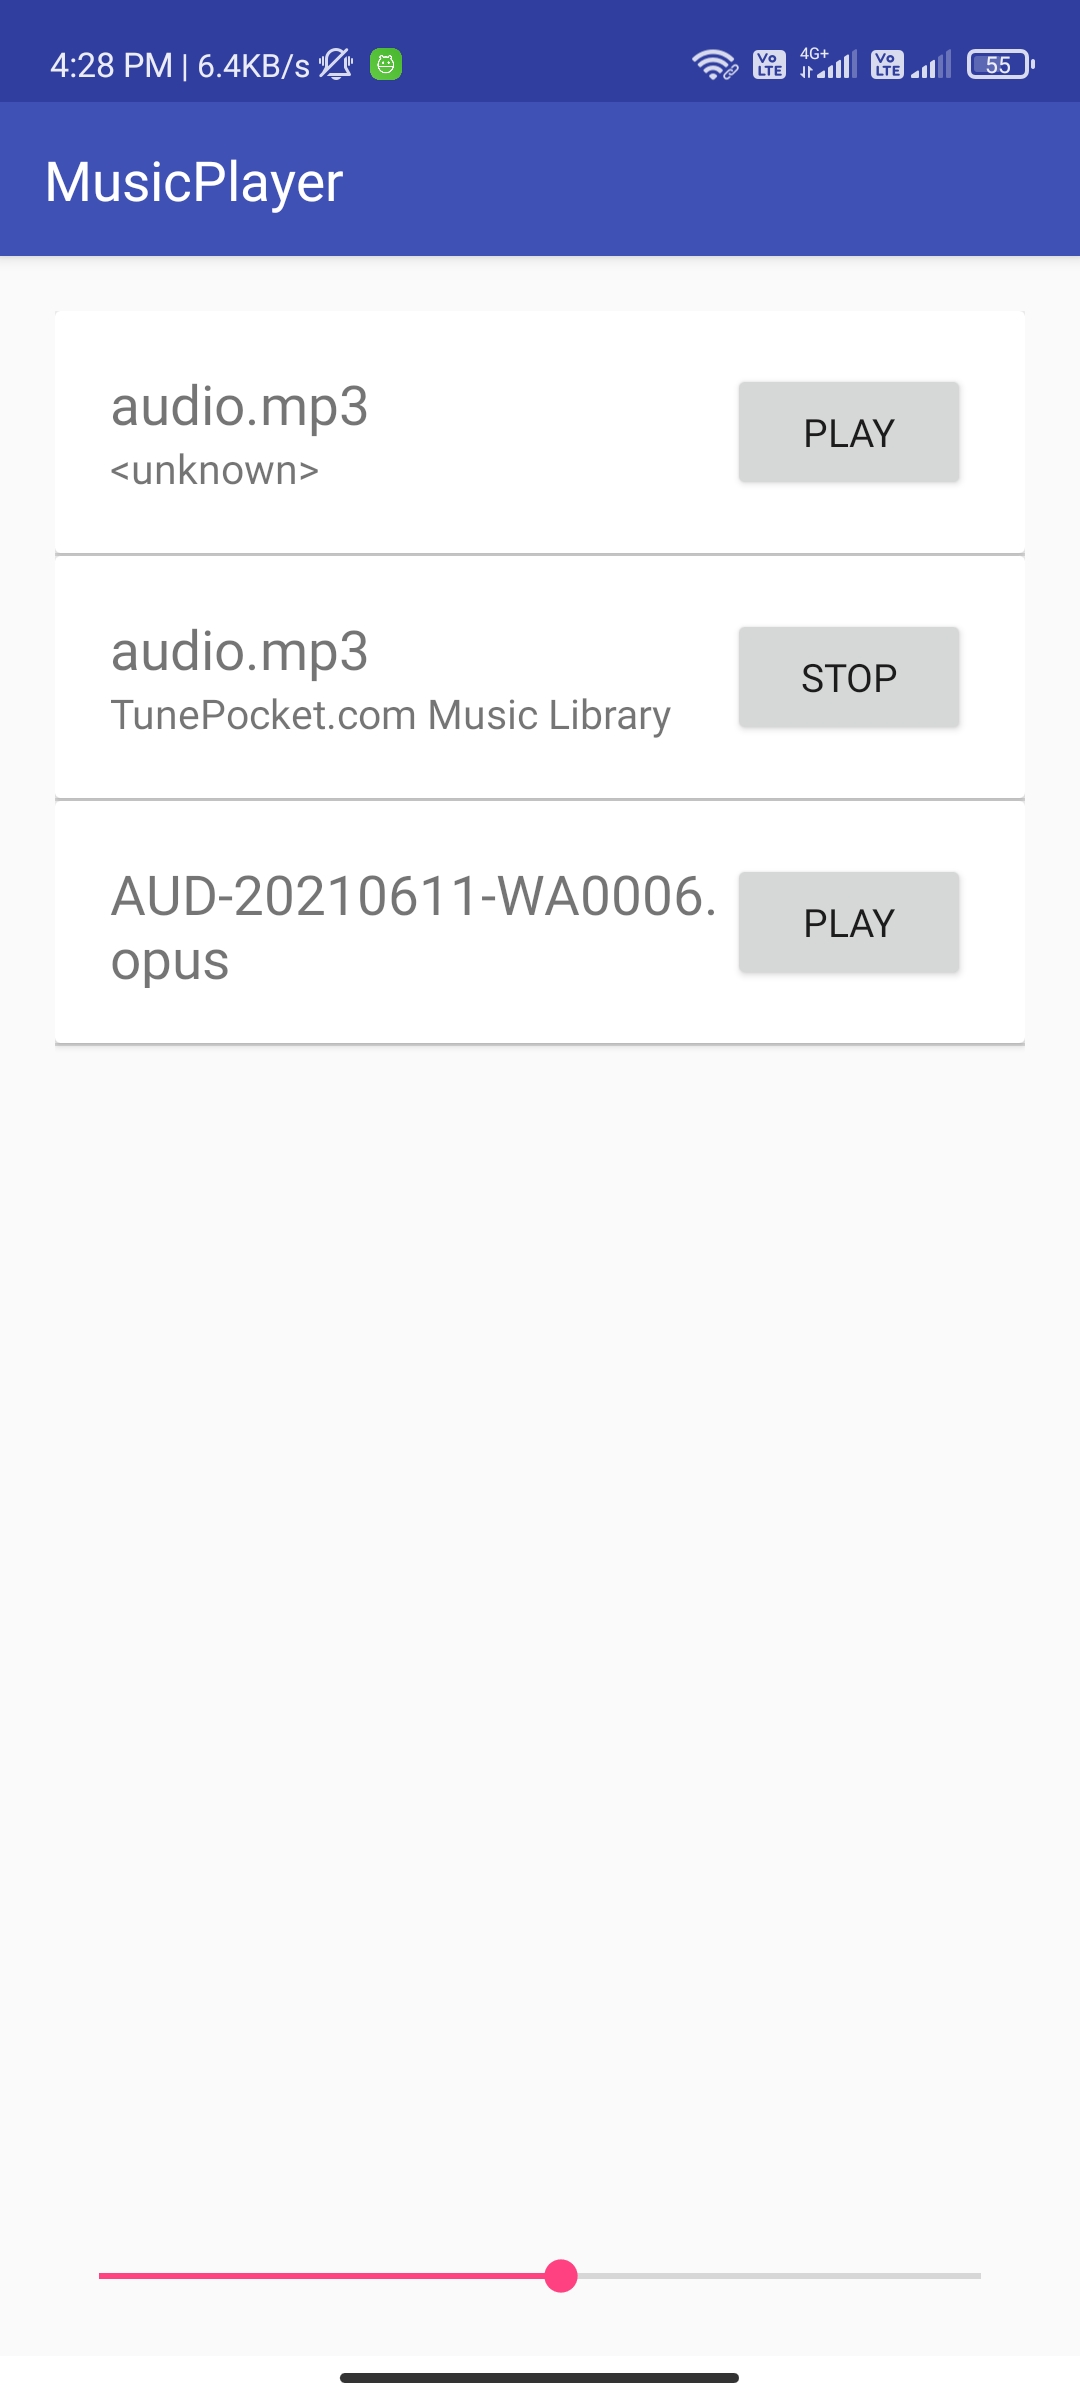 4:28 PM | 6.4KB/s Vo LTE 4G+ Vo LTE 55
MusicPlayer
audio.mp3
<unknown>
PLAY
audio.mp3
TunePocket.com Music Library
STOP
AUD-20210611-WA0006.
opus
PLAY